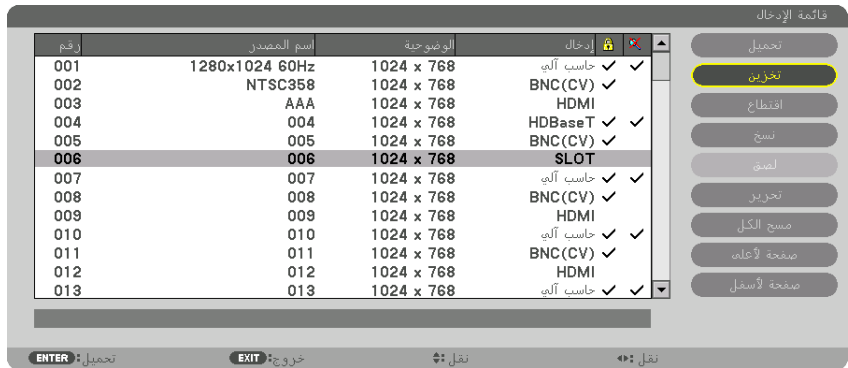 قائمة الإدخال
رقم اسم المصدر الوضوحية إدخال
001 1280x1024 60Hz 1024 x 768 حاسب آلي ✓ ✓
002 NTSC358 1024 x 768 BNC(CV) ✓
003 AAA 1024 x 768 HDMI
004 004 1024 x 768 HDBaseT ✓ ✓
005 005 1024 x 768 BNC(CV) ✓
006 006 1024 x 768 SLOT
007 007 1024 x 768 حاسب آلي ✓ ✓
008 008 1024 x 768 BNC(CV) ✓
009 009 1024 x 768 HDMI
010 010 1024 x 768 حاسب آلي ✓ ✓
011 011 1024 x 768 BNC(CV) ✓
012 012 1024 x 768 HDMI
013 013 1024 x 768 حاسب آلي ✓ ✓
تحميل
تخزين
اقتطاع
نسخ
لصق
تحرير
مسح الكل
صفحة لأعلى
صفحة لأسفل
ENTER :تحميل EXIT :خروج نقل: نقل: